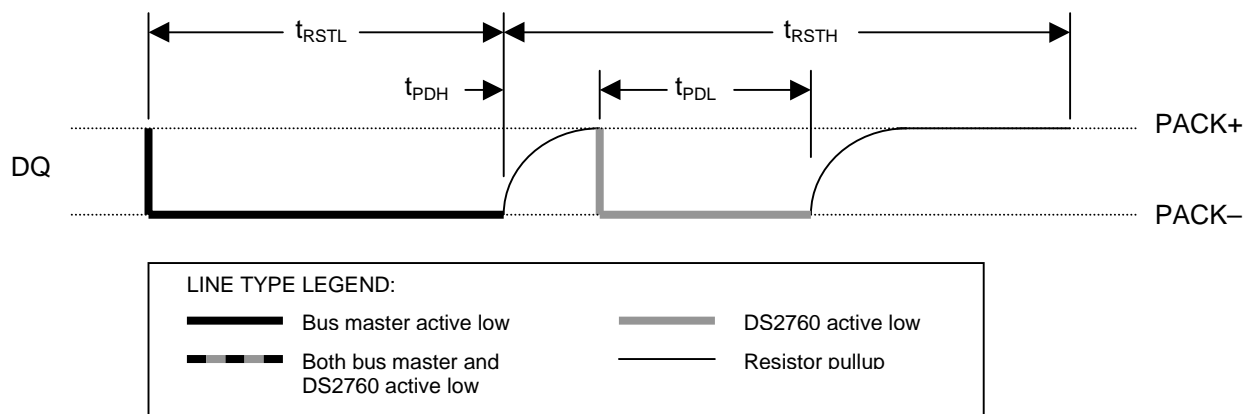 tRSTL
tRSTH
tPDH
tPDL
PACK+
DQ
PACK–
LINE TYPE LEGEND:
Bus master active low
DS2760 active low
Both bus master and
DS2760 active low
Resistor pullup